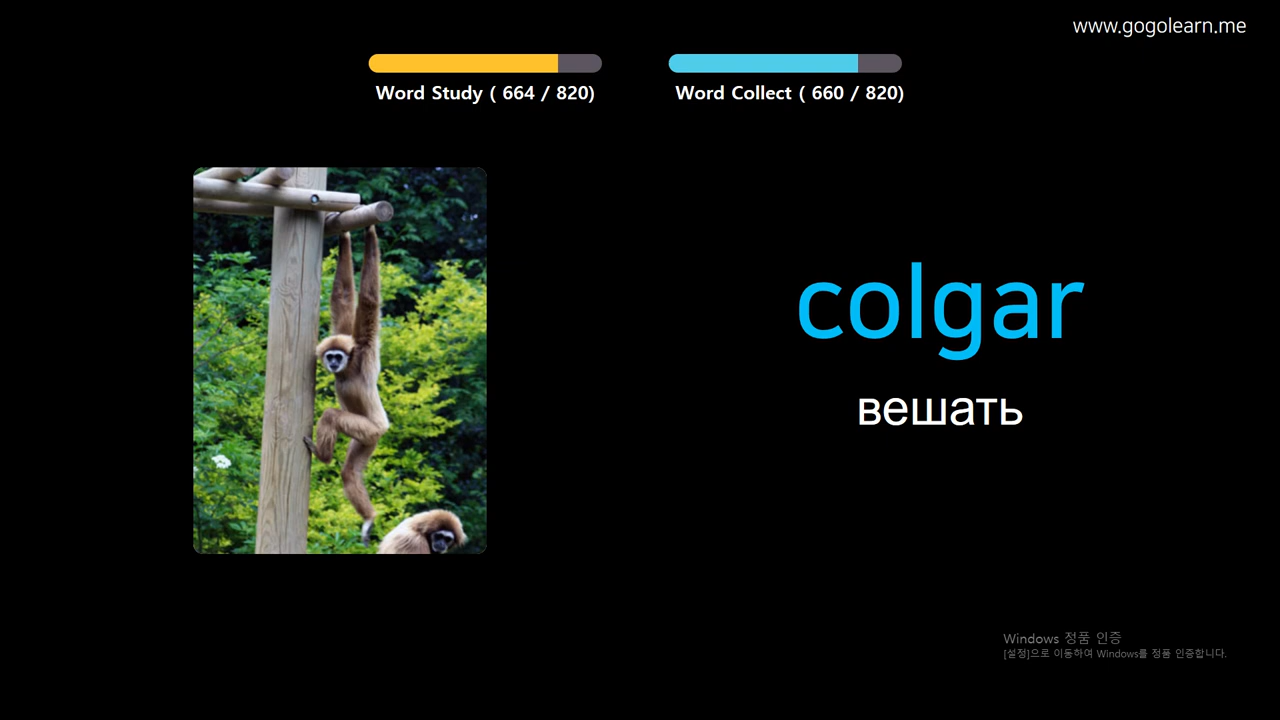 www.gogolearn.me
Word Study ( 664 / 820)
Word Collect ( 660 / 820)
colgar
вешать
Windows 정품 인증
[설정]으로 이동하여 Windows를 정품 인증합니다.